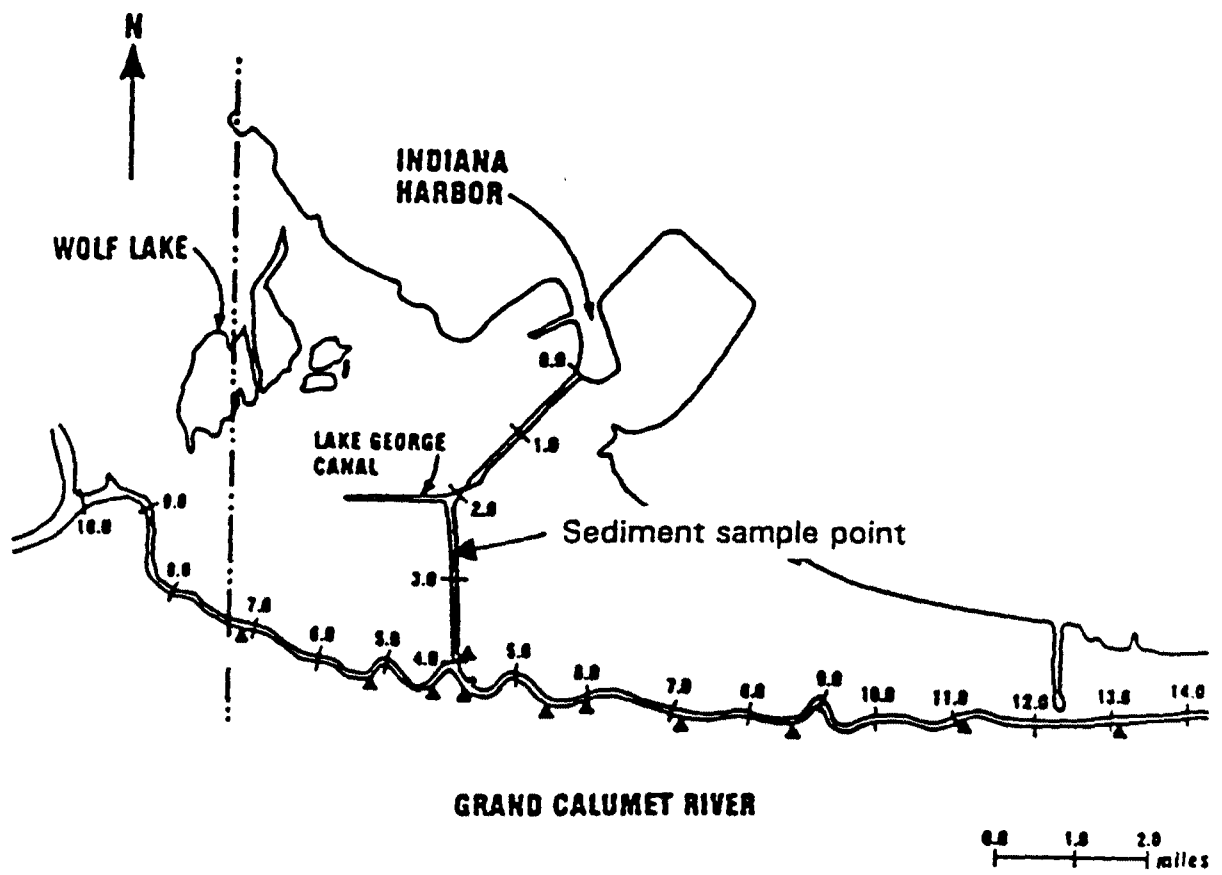 N
INDIANA
HARBOR
WOLF LAKE
0.0
1.0
LAKE GEORGE
CANAL
2.0
10.0
9.0
Sediment sample point
3.0
8.0
7.0
6.0
5.0
4.0
5.0
6.0
7.0
8.0
9.0
10.0
11.0
12.0
13.0
14.0
GRAND CALUMET RIVER
0.0 1.0 2.0
miles